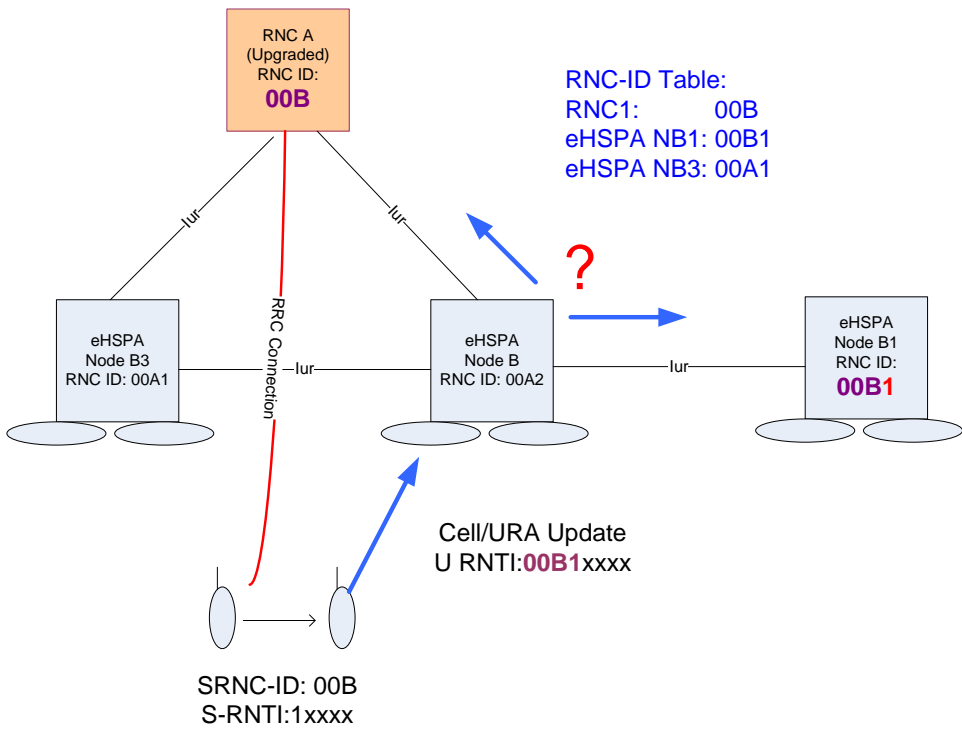 RNC A
(Upgraded)
RNC ID:
00B
RNC-ID Table:
RNC1: 00B
eHSPA NB1: 00B1
eHSPA NB3: 00A1
Iur
Iur
?
eHSPA
Node B3
RNC ID: 00A1
RRC Connection
Iur
eHSPA
Node B
RNC ID: 00A2
Iur
eHSPA
Node B1
RNC ID:
00B1
Cell/URA Update
U RNTI:00B1xxxx
SRNC-ID: 00B
S-RNTI:1xxxx